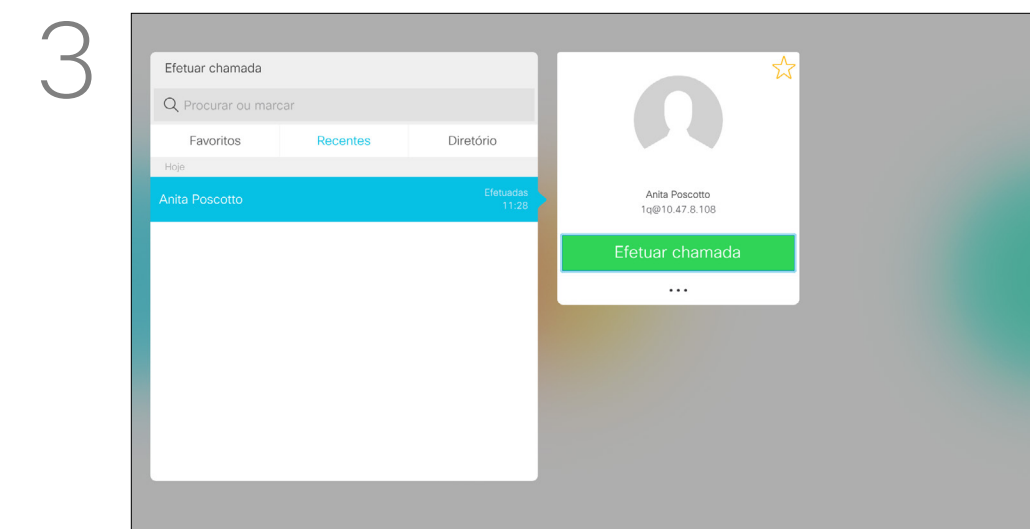 3
Efetuar chamada
Procurar ou marcar
Favoritos Recentes Diretório
Hoje
Anita Poscotto Efetuadas
11:28
Anita Poscotto
1q@10.47.8.108
Efetuar chamada
...